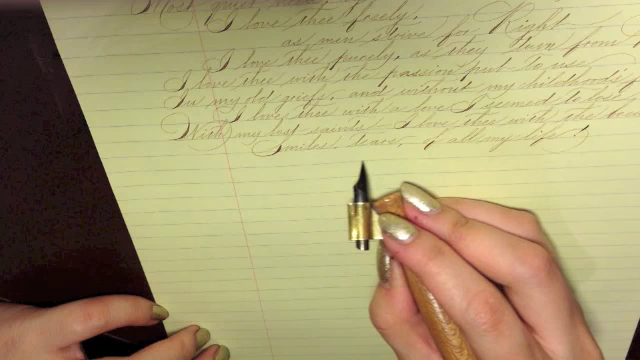 Most
I love thee freely,
as men strive for Right
I love thee purely, as they turn from
I love thee with the passion put to use
In my old griefs, and with my childhood's
I love thee with a love I seemed to lose
With my lost saints I love thee with the
Smiles, tears, of all my life!)